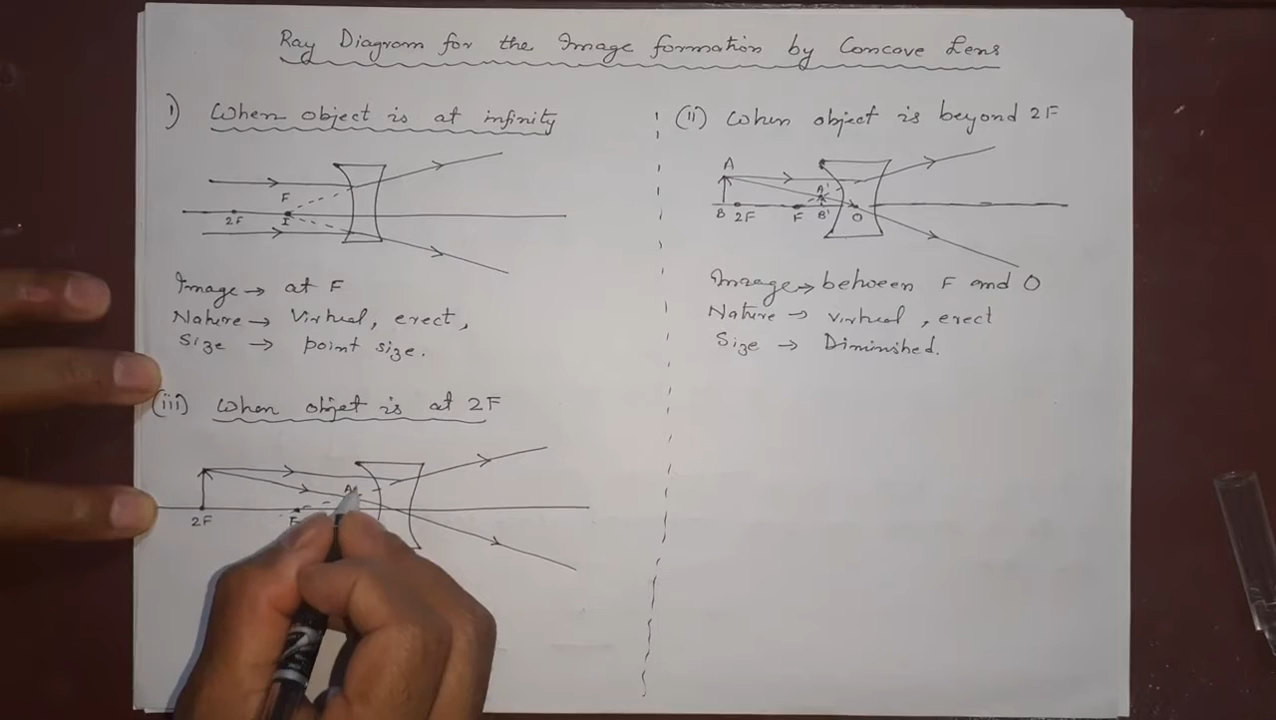 Ray Diagram for the Image formation by Concave Lens
i) When object is at infinity
F
2F
I
Image → at F
Nature → Virtual, erect,
Size → point size.
(ii) When object is beyond 2F
A
A'
B
2F
F
B'
O
Image → between F and O
Nature → virtual, erect
Size → Diminished.
(iii) When objet is at 2F
A'
2F
F